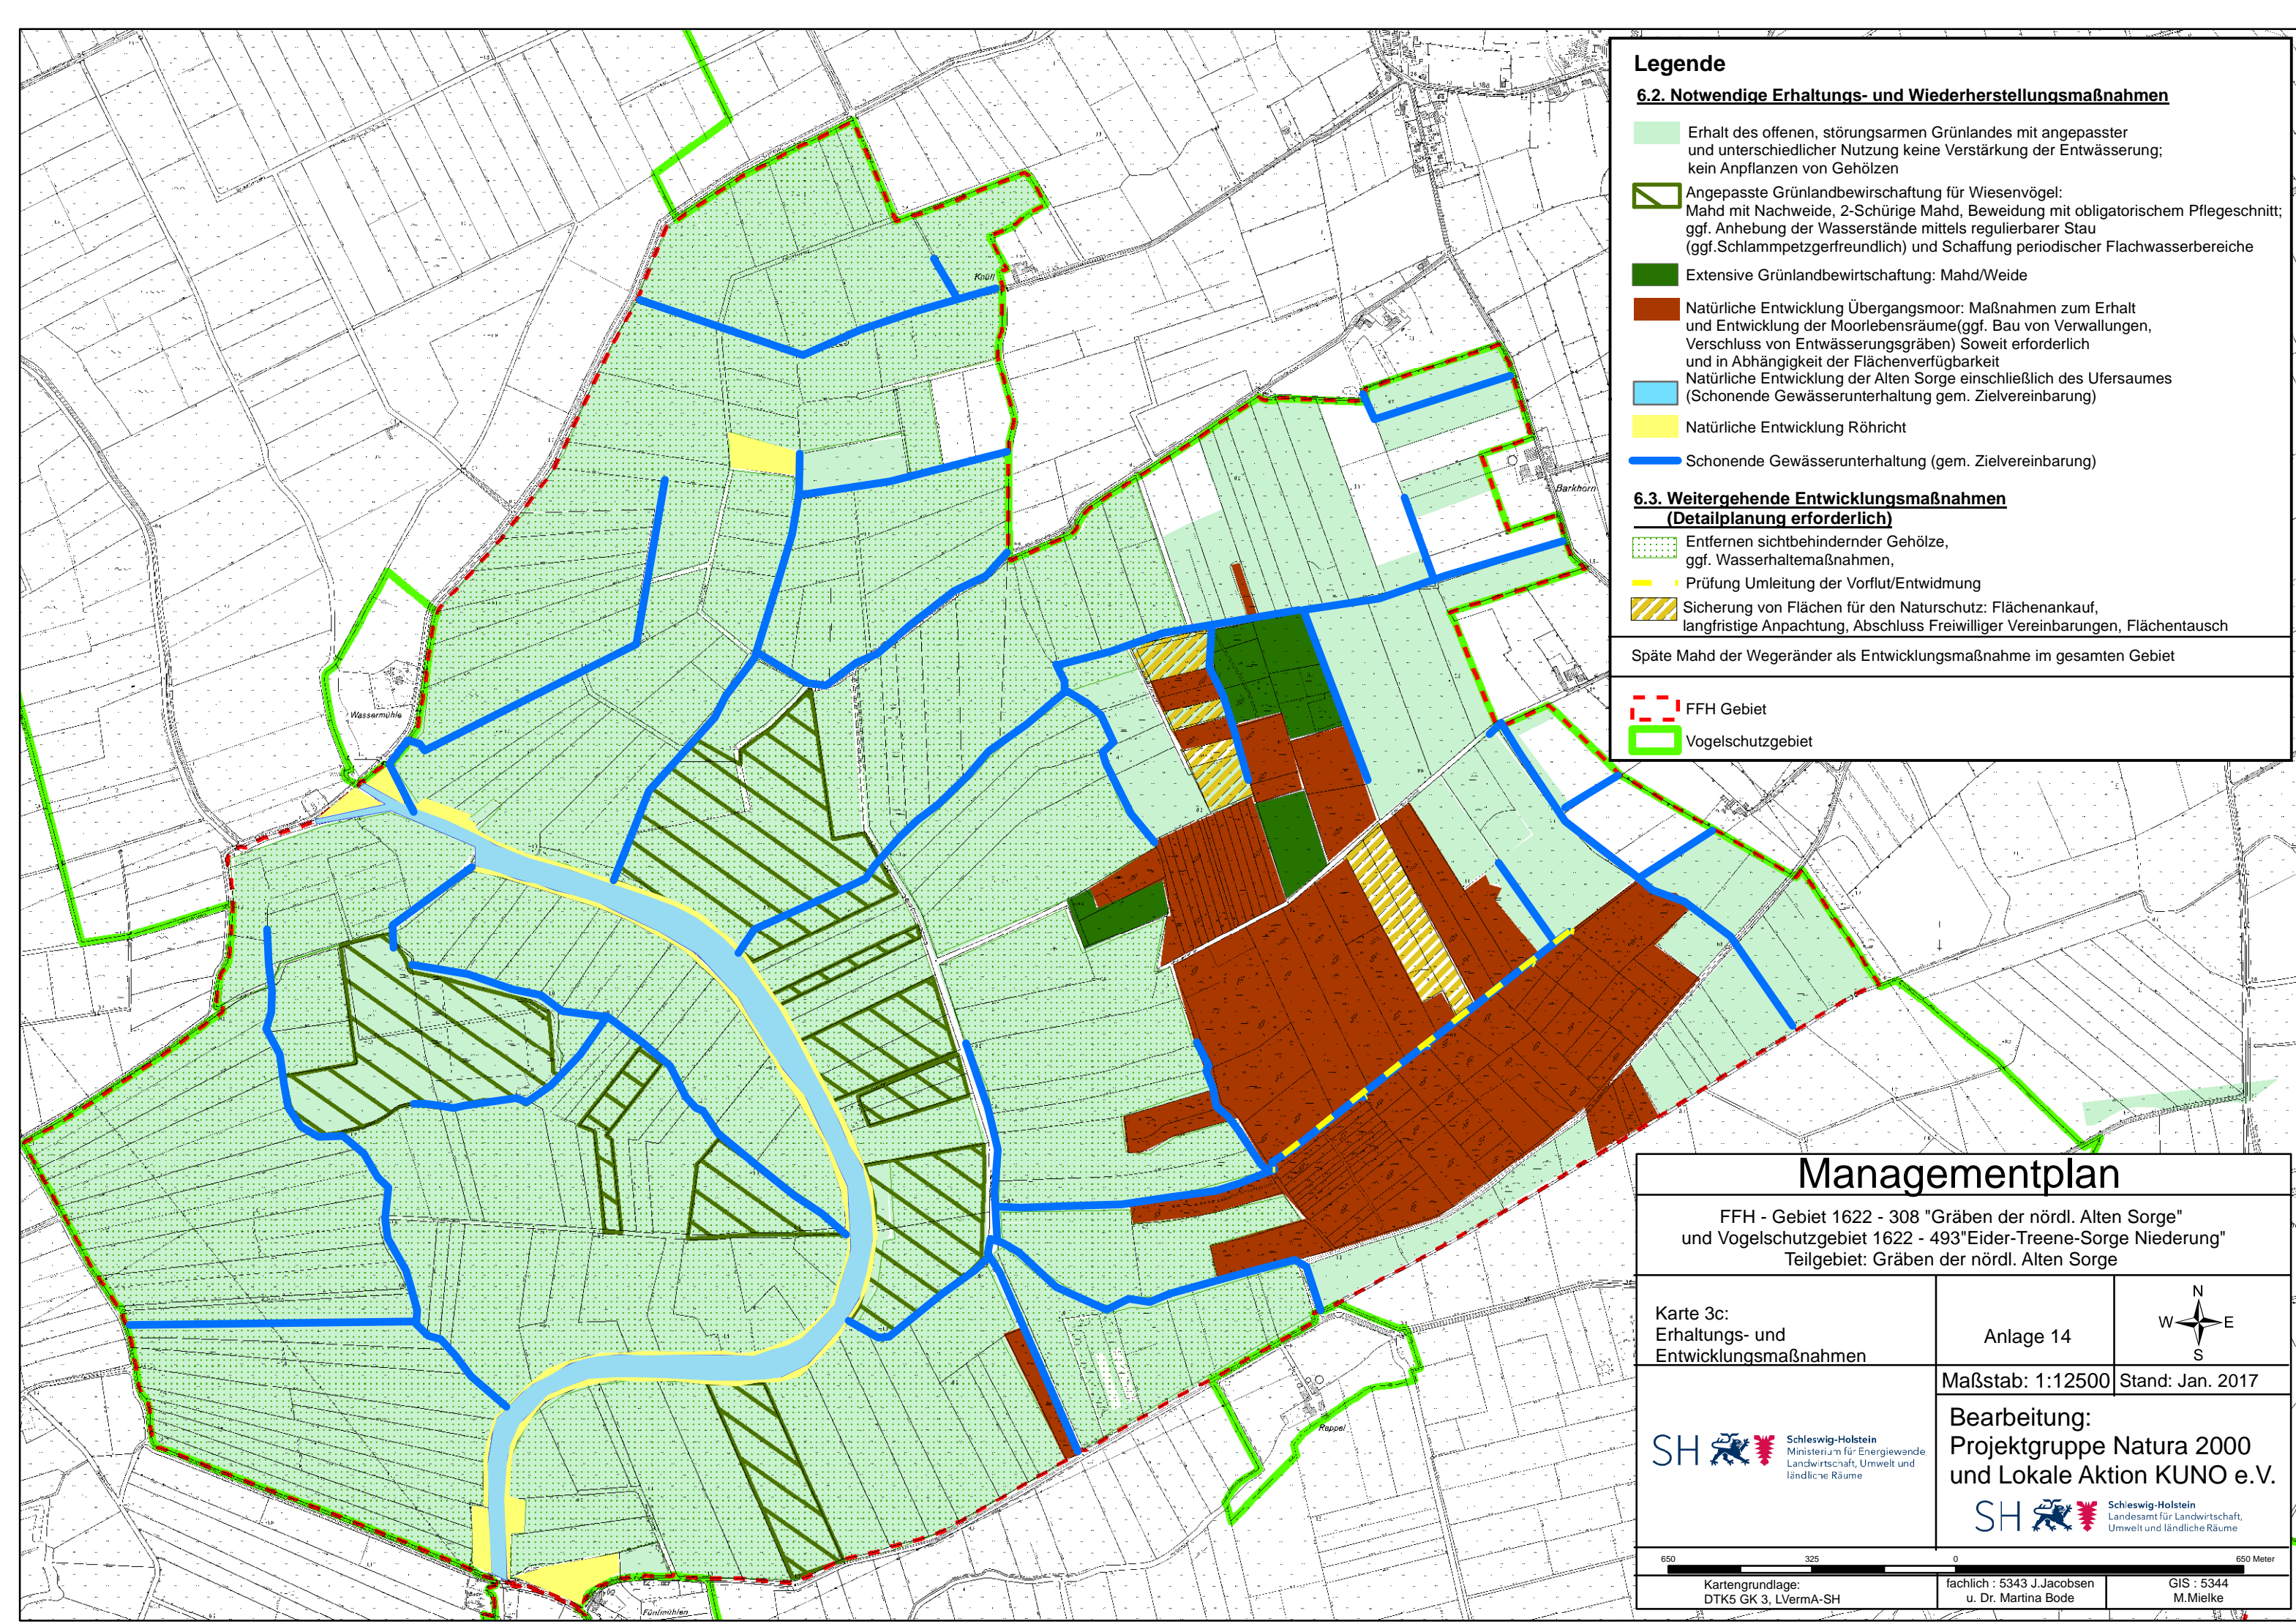 Legende
6.2. Notwendige Erhaltungs- und Wiederherstellungsmaßnahmen
Erhalt des offenen, störungsarmen Grünlandes mit angepasster
und unterschiedlicher Nutzung keine Verstärkung der Entwässerung;
kein Anpflanzen von Gehölzen
Angepasste Grünlandbewirschaftung für Wiesenvögel:
Mahd mit Nachweide, 2-Schürige Mahd, Beweidung mit obligatorischem Pflegeschnitt;
ggf. Anhebung der Wasserstände mittels regulierbarer Stau
(ggf.Schlammpetzgerfreundlich) und Schaffung periodischer Flachwasserbereiche
Extensive Grünlandbewirtschaftung: Mahd/Weide
Natürliche Entwicklung Übergangsmoor: Maßnahmen zum Erhalt
und Entwicklung der Moorlebensräume(ggf. Bau von Verwallungen,
Verschluss von Entwässerungsgräben) Soweit erforderlich
und in Abhängigkeit der Flächenverfügbarkeit
Natürliche Entwicklung der Alten Sorge einschließlich des Ufersaumes
(Schonende Gewässerunterhaltung gem. Zielvereinbarung)
Natürliche Entwicklung Röhricht
Schonende Gewässerunterhaltung (gem. Zielvereinbarung)
6.3. Weitergehende Entwicklungsmaßnahmen
(Detailplanung erforderlich)
Entfernen sichtbehindernder Gehölze,
ggf. Wasserhaltemaßnahmen,
Prüfung Umleitung der Vorflut/Entwidmung
Sicherung von Flächen für den Naturschutz: Flächenankauf,
langfristige Anpachtung, Abschluss Freiwilliger Vereinbarungen, Flächentausch
Späte Mahd der Wegeränder als Entwicklungsmaßnahme im gesamten Gebiet
FFH Gebiet
Vogelschutzgebiet
Knüll
Barkhorn
Wassermühle
Reppel
Fünfmühlen
Managementplan
FFH - Gebiet 1622 - 308 "Gräben der nördl. Alten Sorge"
und Vogelschutzgebiet 1622 - 493"Eider-Treene-Sorge Niederung"
Teilgebiet: Gräben der nördl. Alten Sorge
Karte 3c:
Erhaltungs- und
Entwicklungsmaßnahmen
Anlage 14
N
W E
S
Maßstab: 1:12500
Stand: Jan. 2017
SH
Schleswig-Holstein
Ministerium für Energiewende,
Landwirtschaft, Umwelt und
ländliche Räume
Bearbeitung:
Projektgruppe Natura 2000
und Lokale Aktion KUNO e.V.
SH
Schleswig-Holstein
Landesamt für Landwirtschaft,
Umwelt und ländliche Räume
650 325 0 650 Meter
Kartengrundlage:
DTK5 GK 3, LVermA-SH
fachlich : 5343 J.Jacobsen
u. Dr. Martina Bode
GIS : 5344
M.Mielke